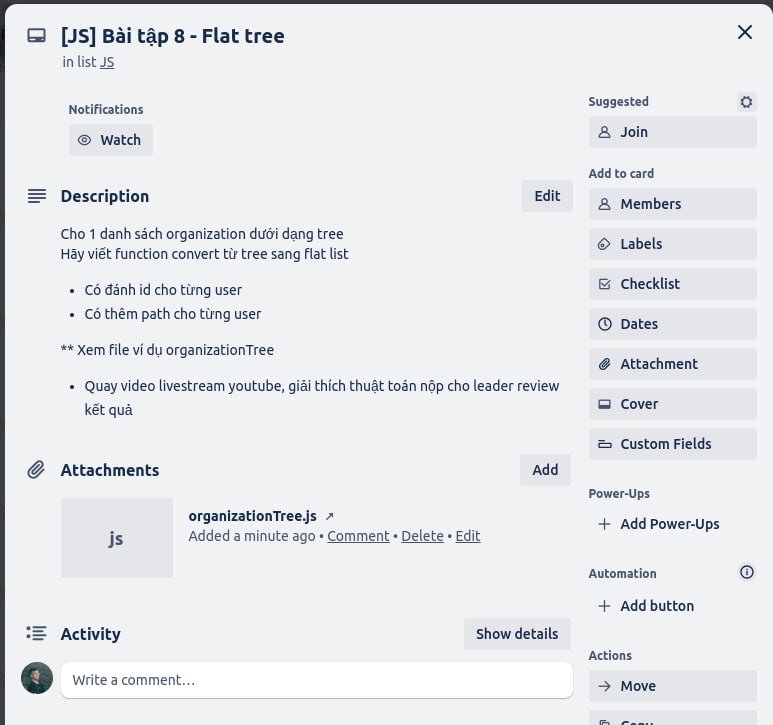 [JS] Bài tập 8 - Flat tree
in list JS
Notifications
Watch
Description
Edit
Cho 1 danh sách organization dưới dạng tree
Hãy viết function convert từ tree sang flat list
• Có đánh id cho từng user
• Có thêm path cho từng user
** Xem file ví dụ organizationTree
• Quay video livestream youtube, giải thích thuật toán nộp cho leader review
kết quả
Attachments
Add
js
organizationTree.js ↗
Added a minute ago • Comment • Delete • Edit
Activity
Show details
Write a comment…
Suggested
Join
Add to card
Members
Labels
Checklist
Dates
Attachment
Cover
Custom Fields
Power-Ups
+ Add Power-Ups
Automation
+ Add button
Actions
→ Move
Copy